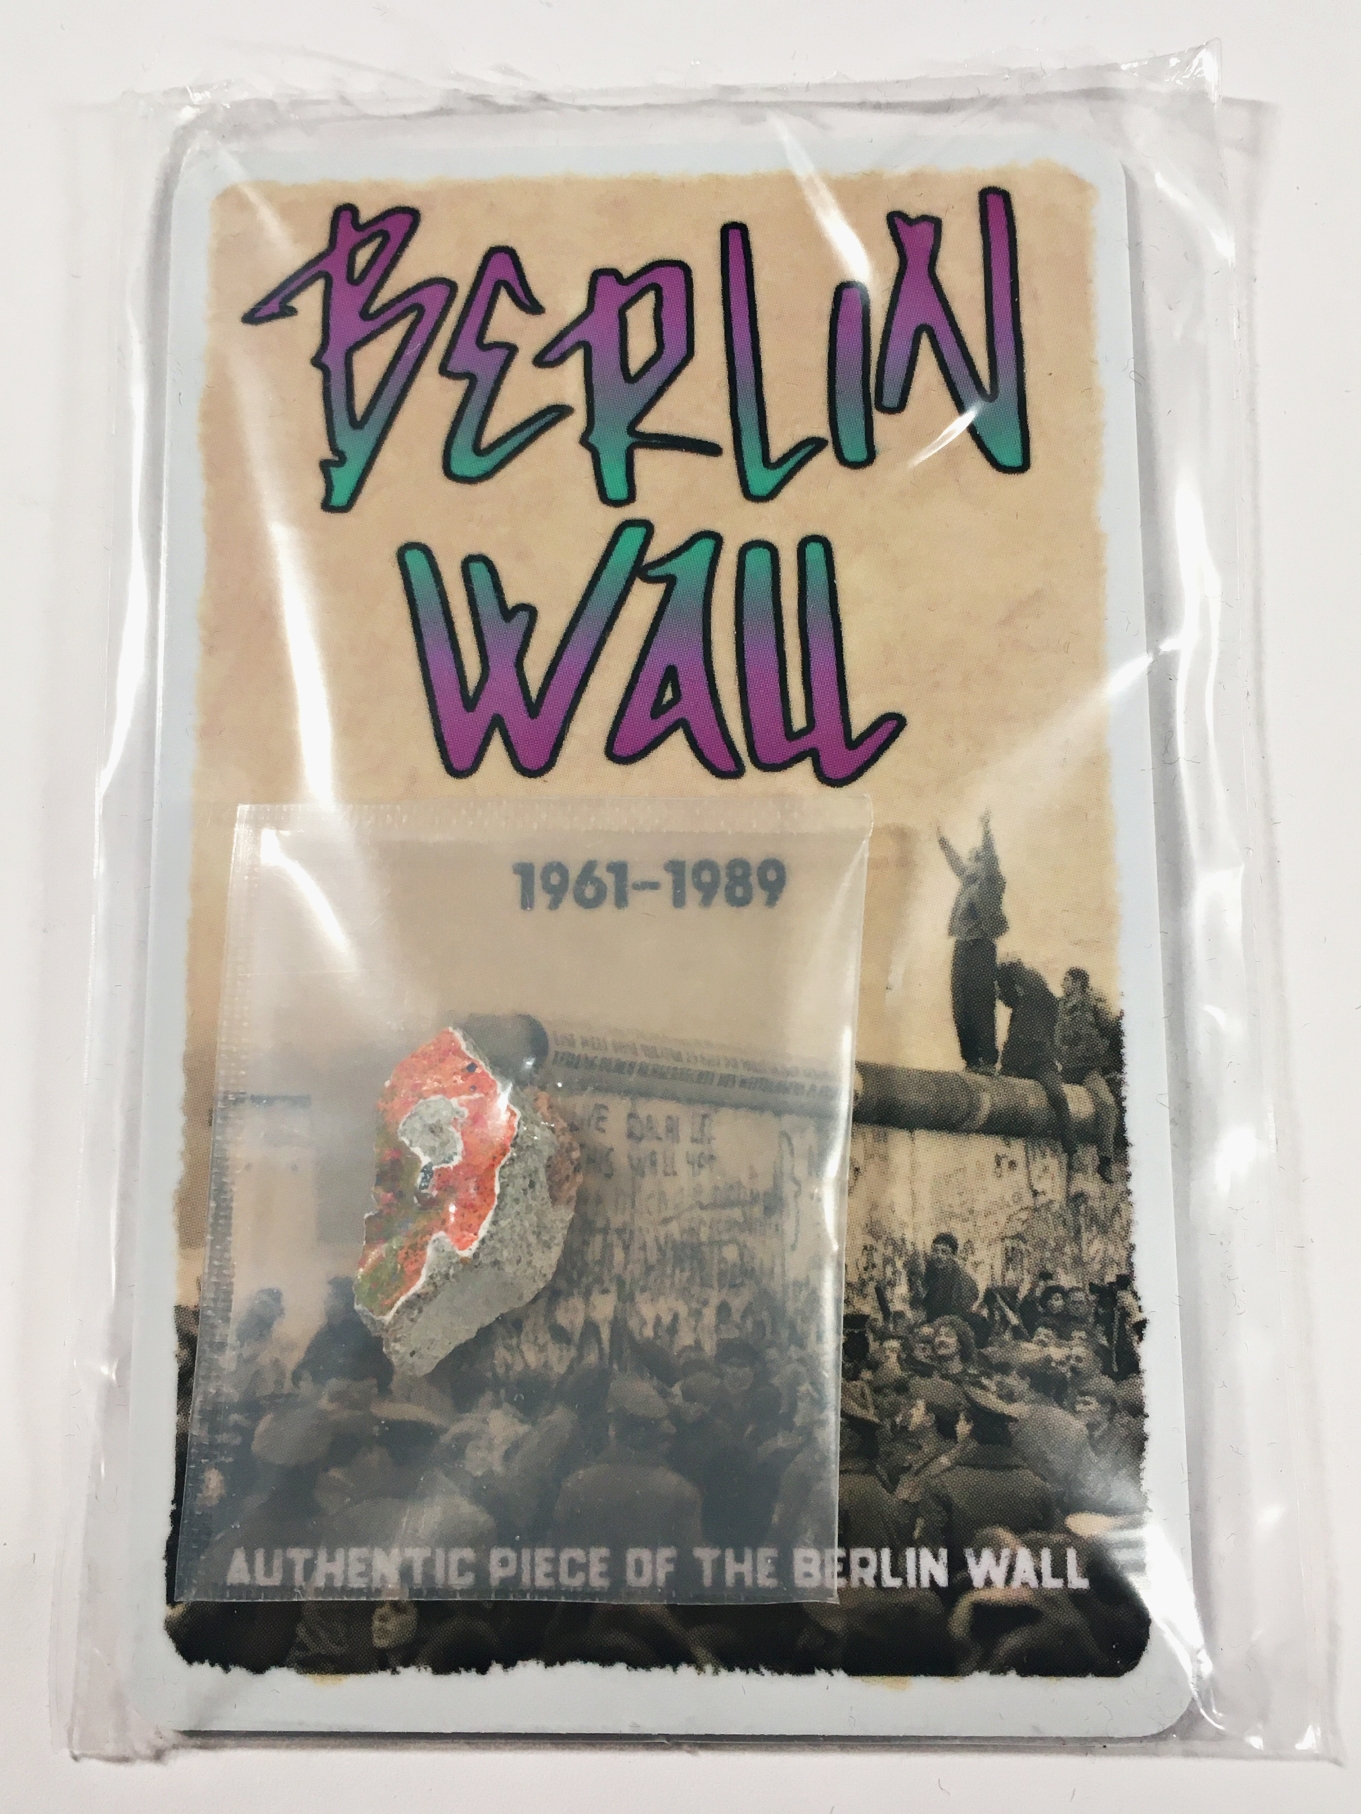 BERLIN
WALL
1961–1989
AUTHENTIC PIECE OF THE BERLIN WALL